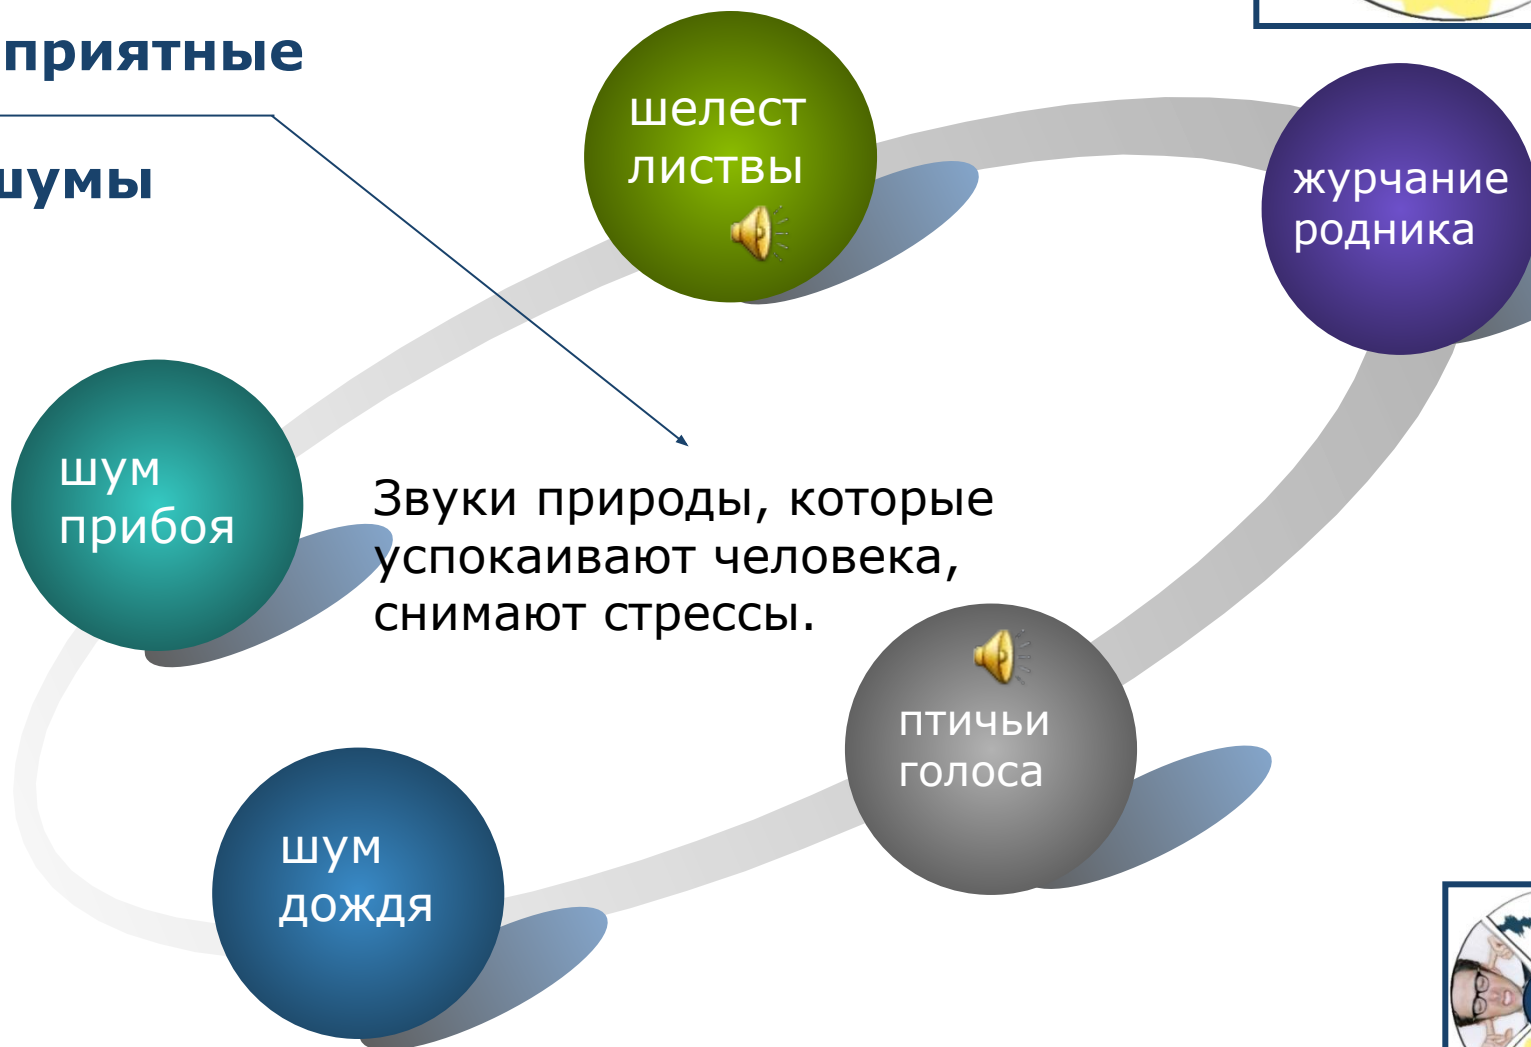 приятные
шумы
шелест
листвы
журчание
родника
шум
прибоя
Звуки природы, которые
успокаивают человека,
снимают стрессы.
птичьи
голоса
шум
дождя